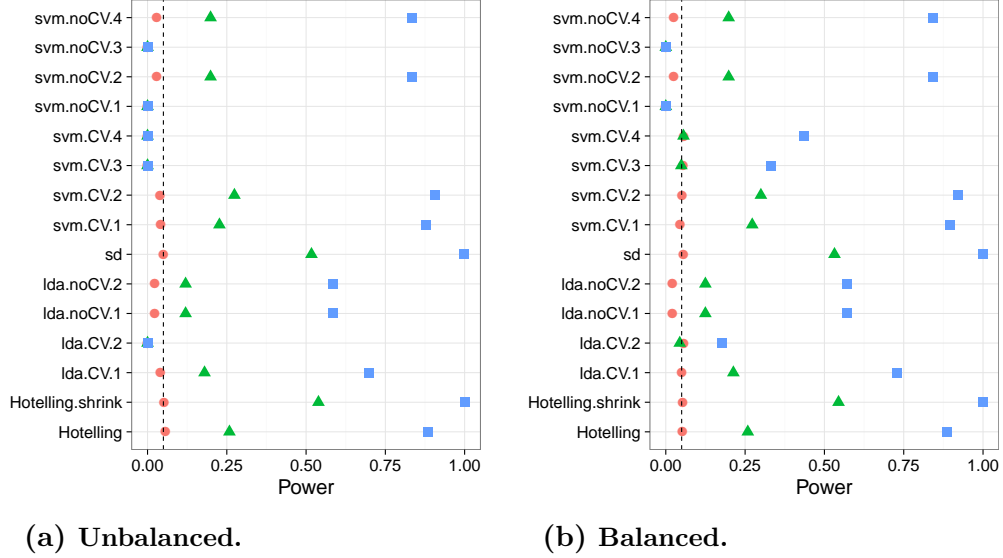 svm.noCV.4
svm.noCV.3
svm.noCV.2
svm.noCV.1
svm.CV.4
svm.CV.3
svm.CV.2
svm.CV.1
sd
lda.noCV.2
lda.noCV.1
lda.CV.2
lda.CV.1
Hotelling.shrink
Hotelling
0.00 0.25 0.50 0.75 1.00
Power
(a) Unbalanced.
svm.noCV.4
svm.noCV.3
svm.noCV.2
svm.noCV.1
svm.CV.4
svm.CV.3
svm.CV.2
svm.CV.1
sd
lda.noCV.2
lda.noCV.1
lda.CV.2
lda.CV.1
Hotelling.shrink
Hotelling
0.00 0.25 0.50 0.75 1.00
Power
(b) Balanced.